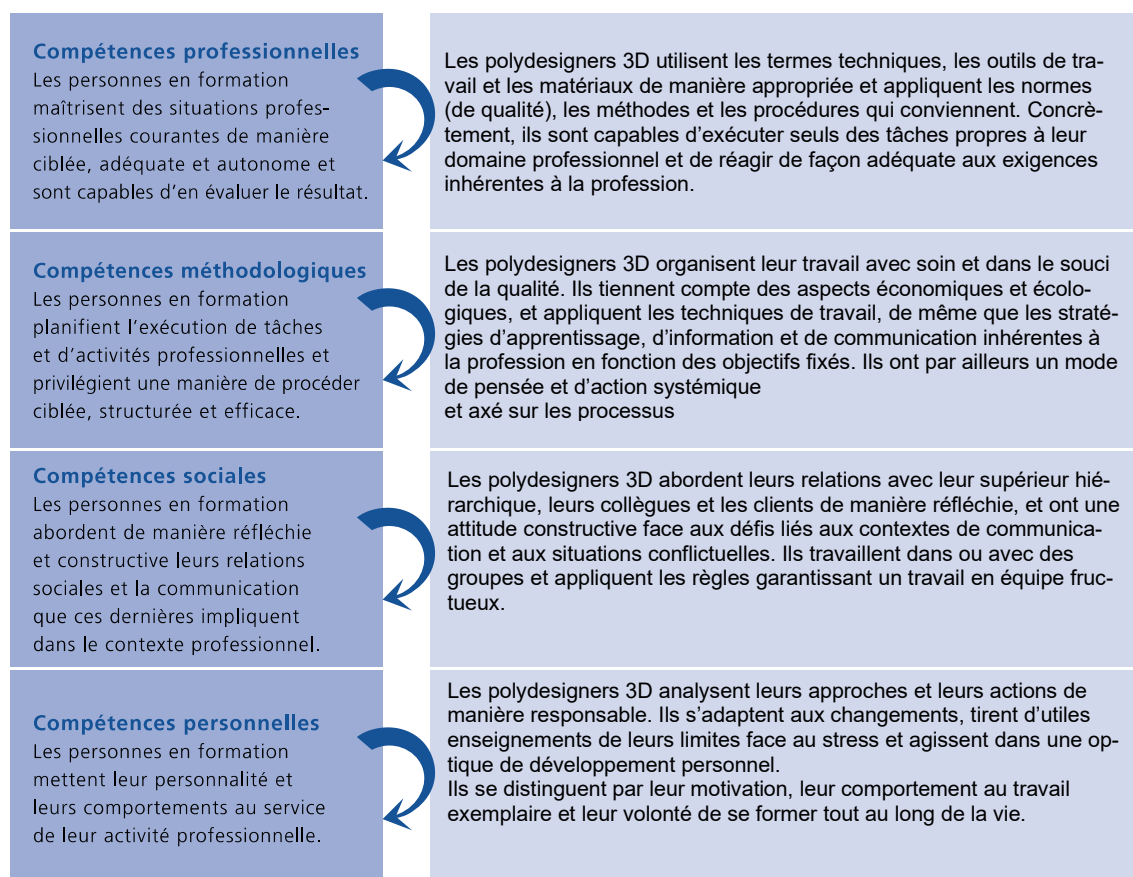 Compétences professionnelles
Les personnes en formation
maîtrisent des situations profes-
sionnelles courantes de manière
ciblée, adéquate et autonome et
sont capables d'en évaluer le résultat.
Les polydesigners 3D utilisent les termes techniques, les outils de tra-
vail et les matériaux de manière appropriée et appliquent les normes
(de qualité), les méthodes et les procédures qui conviennent. Concrè-
tement, ils sont capables d'exécuter seuls des tâches propres à leur
domaine professionnel et de réagir de façon adéquate aux exigences
inhérentes à la profession.
Compétences méthodologiques
Les personnes en formation
planifient l'exécution de tâches
et d'activités professionnelles et
privilégient une manière de procéder
ciblée, structurée et efficace.
Les polydesigners 3D organisent leur travail avec soin et dans le souci
de la qualité. Ils tiennent compte des aspects économiques et écolo-
giques, et appliquent les techniques de travail, de même que les straté-
gies d'apprentissage, d'information et de communication inhérentes à
la profession en fonction des objectifs fixés. Ils ont par ailleurs un mode
de pensée et d'action systémique
et axé sur les processus
Compétences sociales
Les personnes en formation
abordent de manière réfléchie
et constructive leurs relations
sociales et la communication
que ces dernières impliquent
dans le contexte professionnel.
Les polydesigners 3D abordent leurs relations avec leur supérieur hié-
rarchique, leurs collègues et les clients de manière réfléchie, et ont une
attitude constructive face aux défis liés aux contextes de communica-
tion et aux situations conflictuelles. Ils travaillent dans ou avec des
groupes et appliquent les règles garantissant un travail en équipe fruc-
tueux.
Compétences personnelles
Les personnes en formation
mettent leur personnalité et
leurs comportements au service
de leur activité professionnelle.
Les polydesigners 3D analysent leurs approches et leurs actions de
manière responsable. Ils s'adaptent aux changements, tirent d'utiles
enseignements de leurs limites face au stress et agissent dans une op-
tique de développement personnel.
Ils se distinguent par leur motivation, leur comportement au travail
exemplaire et leur volonté de se former tout au long de la vie.